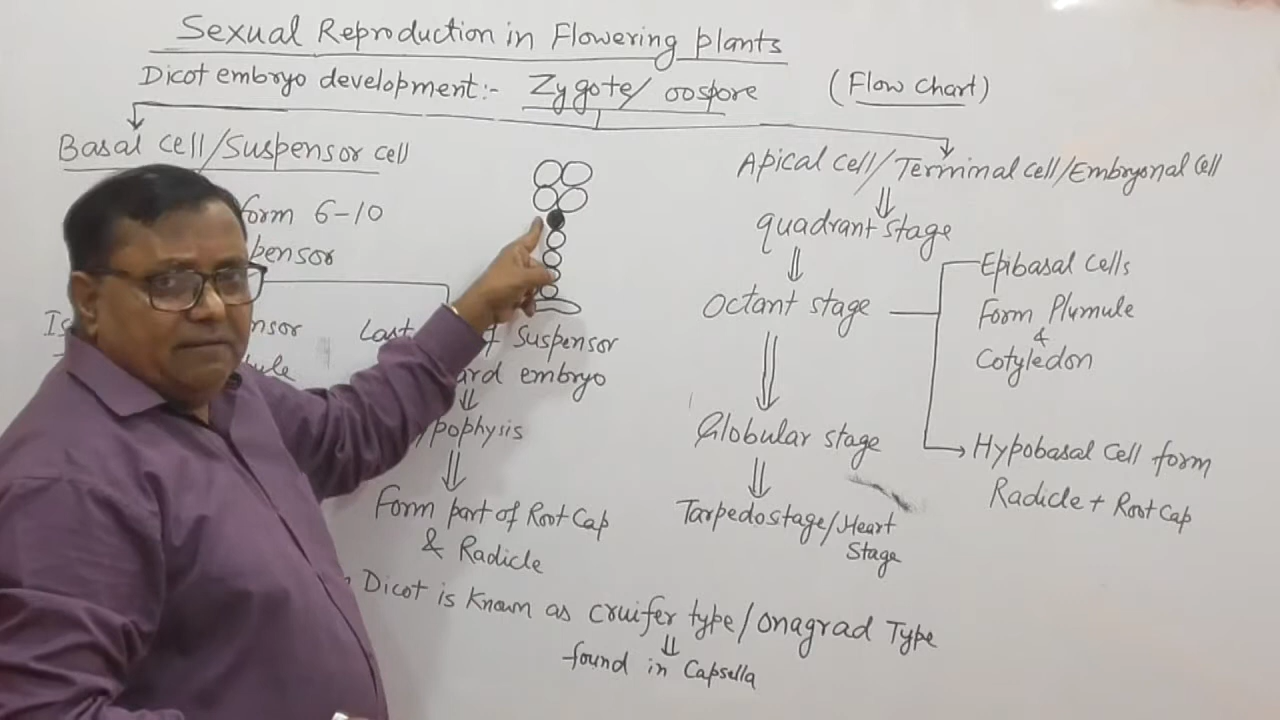 Sexual Reproduction in Flowering plants
Dicot embryo development:- Zygote/ oospore (Flow Chart)
Basal cell/Suspensor cell
form 6-10
Last of Suspensor
embryo
Form part of Root Cap
& Radicle
Apical cell/Terminal cell/Embryonal cell
quadrant stage
Octant stage
Globular stage
Tarpedostage/Heart
Stage
Epibasal cells
Form Plumule
&
Cotyledon
Hypobasal Cell form
Radicle + Root Cap
Dicot is Known as cruifer type/onagrad Type
found in Capsella